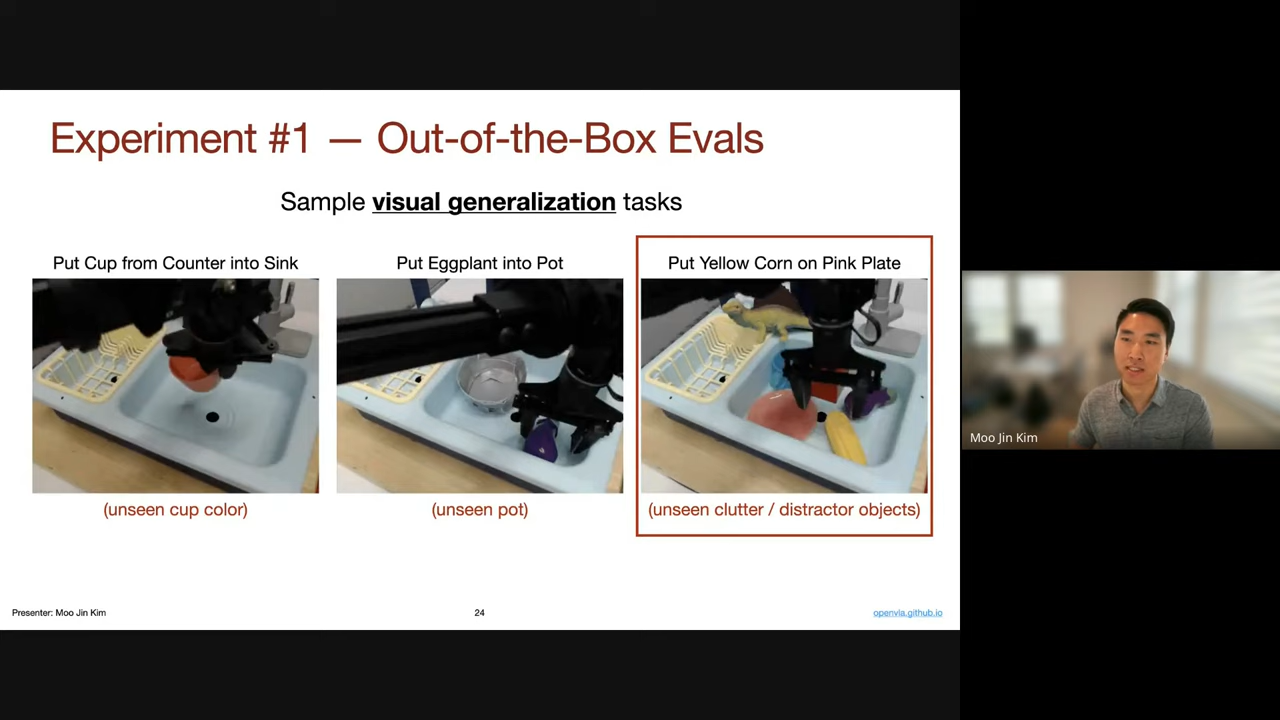 Experiment #1 — Out-of-the-Box Evals
Sample visual generalization tasks
Put Cup from Counter into Sink
Put Eggplant into Pot
Put Yellow Corn on Pink Plate
(unseen cup color)
(unseen pot)
(unseen clutter / distractor objects)
Presenter: Moo Jin Kim
24
openvla.github.io
Moo Jin Kim